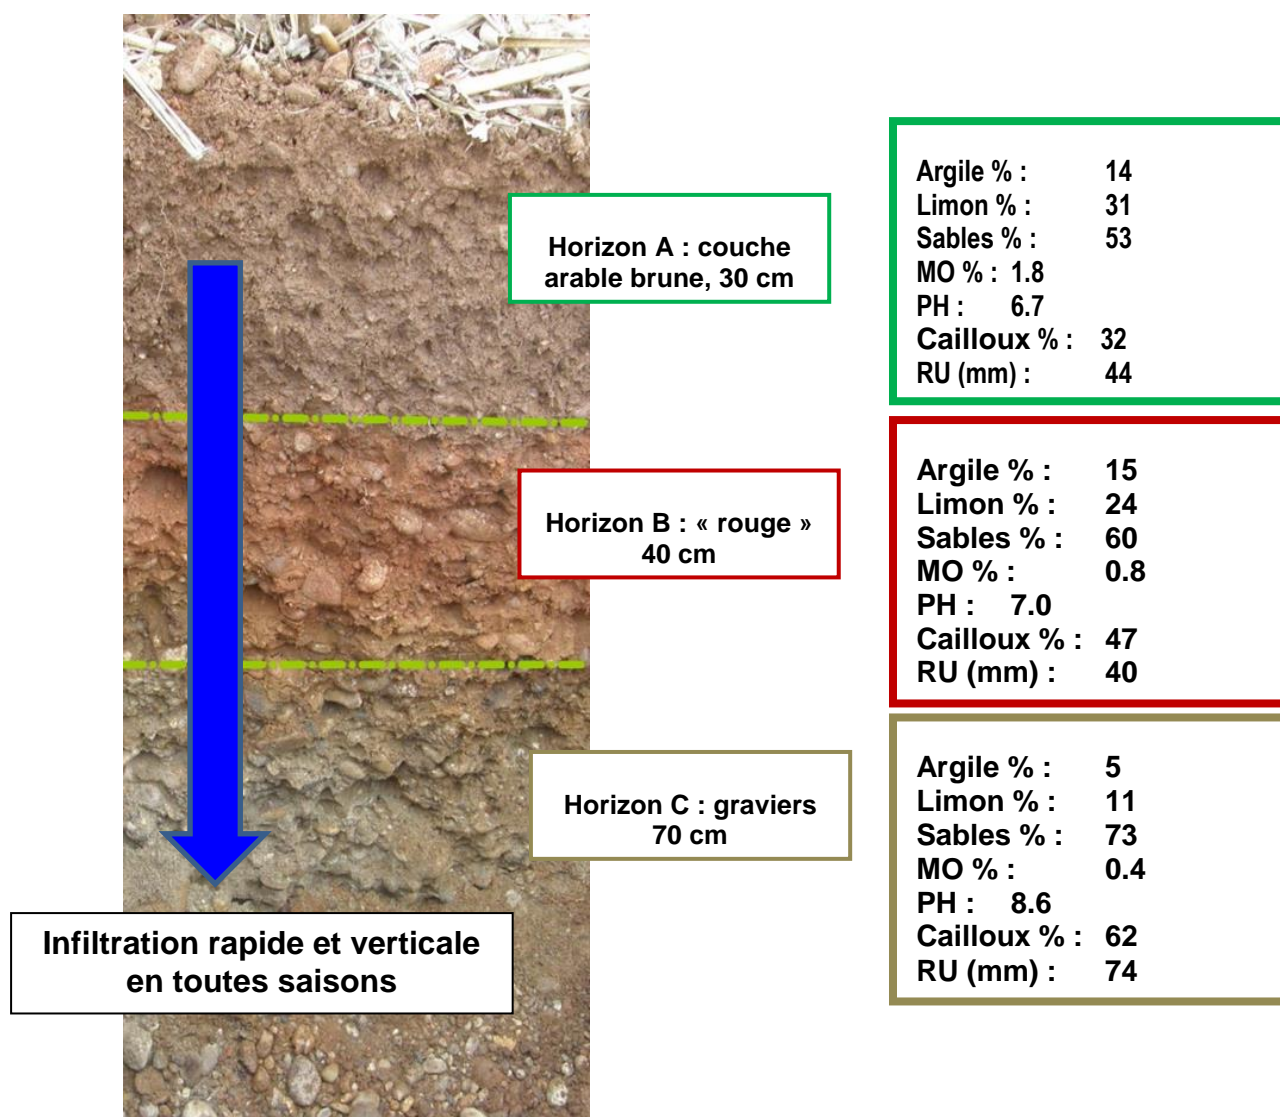 Horizon A : couche
arable brune, 30 cm
Argile % : 14
Limon % : 31
Sables % : 53
MO % : 1.8
PH : 6.7
Cailloux % : 32
RU (mm) : 44
Horizon B : « rouge »
40 cm
Argile % : 15
Limon % : 24
Sables % : 60
MO % : 0.8
PH : 7.0
Cailloux % : 47
RU (mm) : 40
Horizon C : graviers
70 cm
Argile % : 5
Limon % : 11
Sables % : 73
MO % : 0.4
PH : 8.6
Cailloux % : 62
RU (mm) : 74
Infiltration rapide et verticale
en toutes saisons